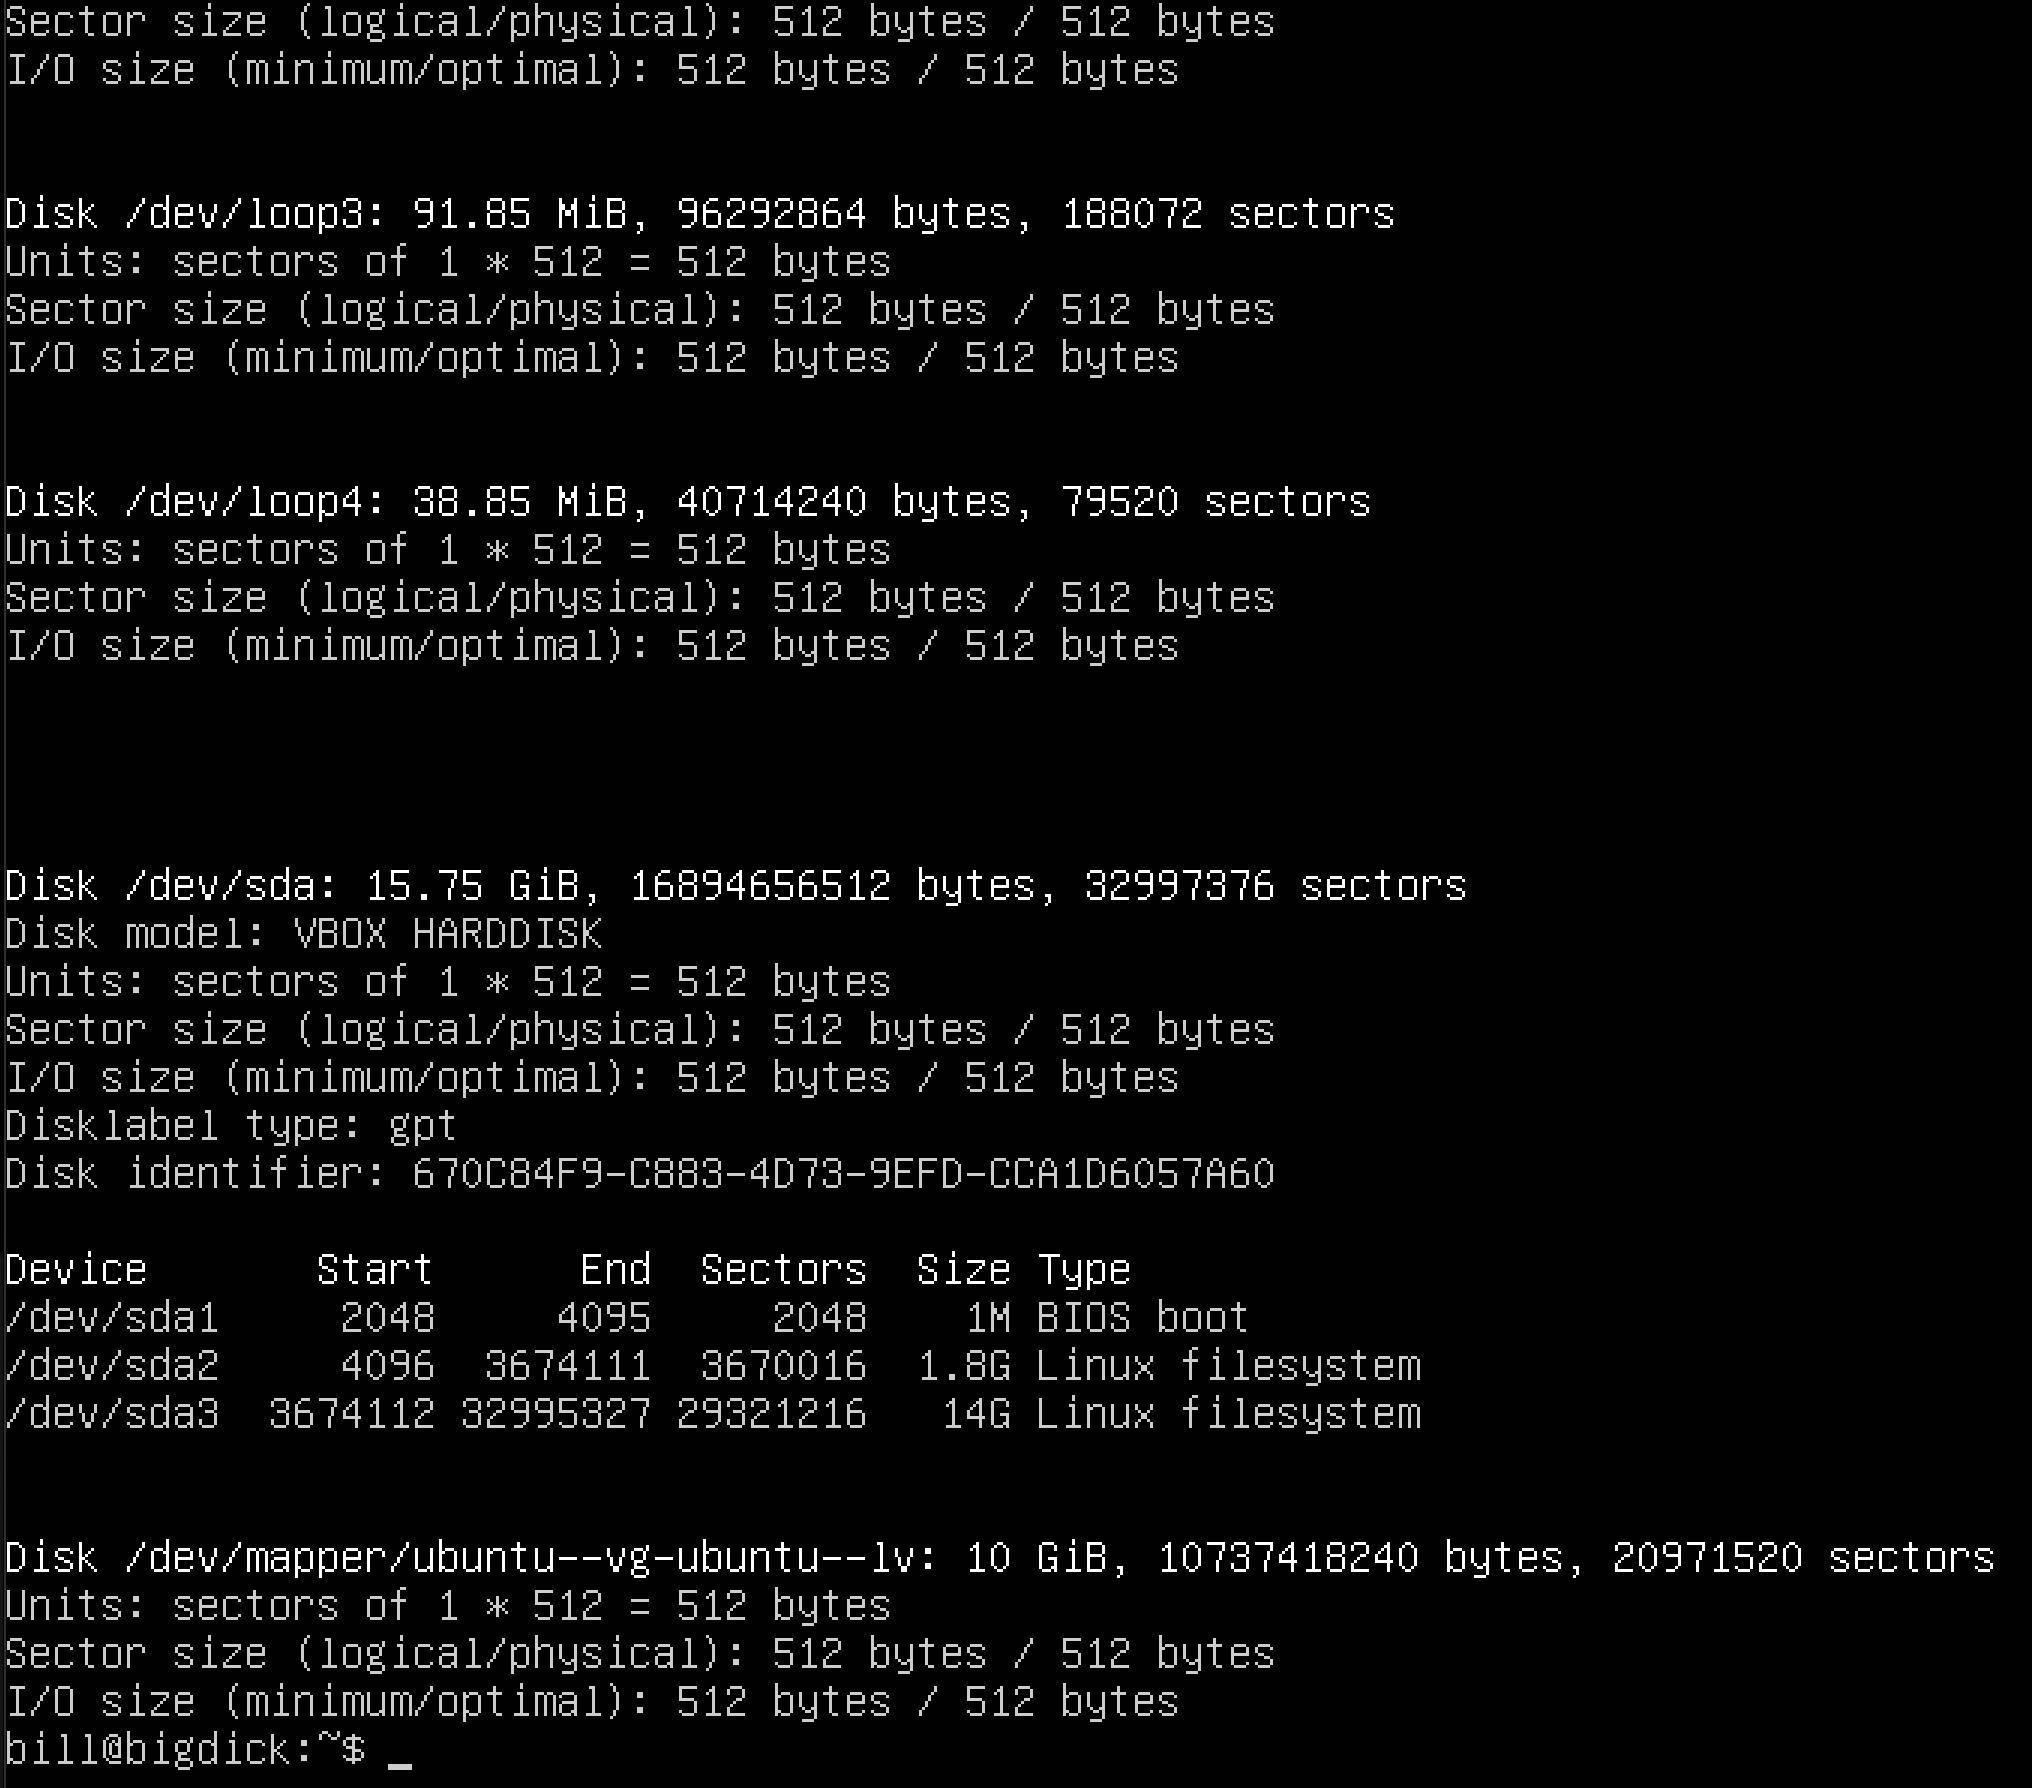 Sector size (logical/physical): 512 bytes / 512 bytes
I/O size (minimum/optimal): 512 bytes / 512 bytes
Disk /dev/loop3: 91.85 MiB, 96292864 bytes, 188072 sectors
Units: sectors of 1 * 512 = 512 bytes
Sector size (logical/physical): 512 bytes / 512 bytes
I/O size (minimum/optimal): 512 bytes / 512 bytes
Disk /dev/loop4: 38.85 MiB, 40714240 bytes, 79520 sectors
Units: sectors of 1 * 512 = 512 bytes
Sector size (logical/physical): 512 bytes / 512 bytes
I/O size (minimum/optimal): 512 bytes / 512 bytes
Disk /dev/sda: 15.75 GiB, 16894656512 bytes, 32997376 sectors
Disk model: VBOX HARDDISK
Units: sectors of 1 * 512 = 512 bytes
Sector size (logical/physical): 512 bytes / 512 bytes
I/O size (minimum/optimal): 512 bytes / 512 bytes
Disklabel type: gpt
Disk identifier: 670C84F9-C883-4D73-9EFD-CCA1D6057A60
Device Start End Sectors Size Type
/dev/sda1 2048 4095 2048 1M BIOS boot
/dev/sda2 4096 3674111 3670016 1.8G Linux filesystem
/dev/sda3 3674112 32995327 29321216 14G Linux filesystem
Disk /dev/mapper/ubuntu--vg-ubuntu--lv: 10 GiB, 10737418240 bytes, 20971520 sectors
Units: sectors of 1 * 512 = 512 bytes
Sector size (logical/physical): 512 bytes / 512 bytes
I/O size (minimum/optimal): 512 bytes / 512 bytes
bill@bigdick:~$ _